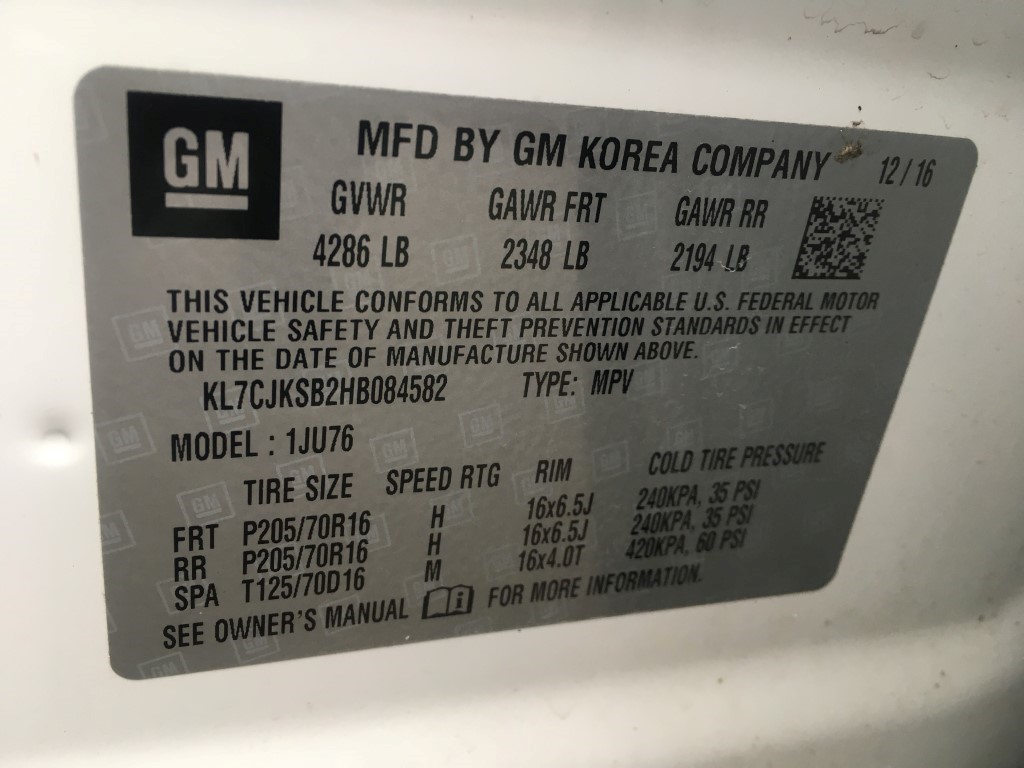 GM
MFD BY GM KOREA COMPANY 12/16
GVWR GAWR FRT GAWR RR
4286 LB 2348 LB 2194 LB
THIS VEHICLE CONFORMS TO ALL APPLICABLE U.S. FEDERAL MOTOR
VEHICLE SAFETY AND THEFT PREVENTION STANDARDS IN EFFECT
ON THE DATE OF MANUFACTURE SHOWN ABOVE.
KL7CJKSB2HB084582 TYPE: MPV
MODEL : 1JU76
TIRE SIZE SPEED RTG RIM COLD TIRE PRESSURE
FRT P205/70R16 H 16x6.5J 240KPA, 35 PSI
RR P205/70R16 H 16x6.5J 240KPA, 35 PSI
SPA T125/70D16 M 16x4.0T 420KPA, 60 PSI
SEE OWNER'S MANUAL FOR MORE INFORMATION.